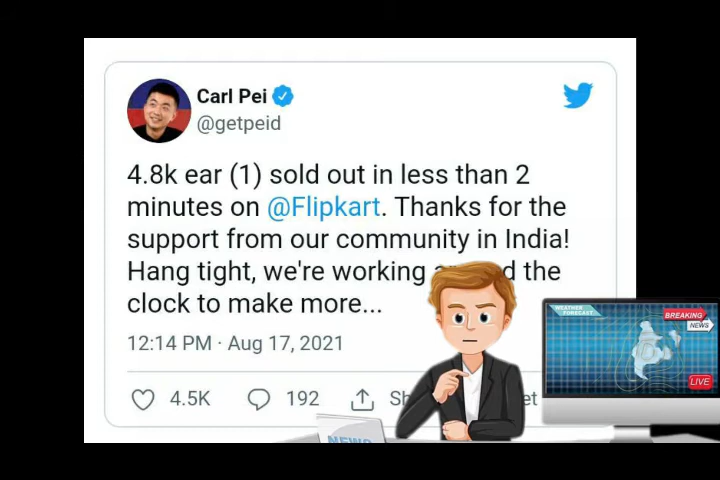 Carl Pei
@getpeid
4.8k ear (1) sold out in less than 2
minutes on @Flipkart. Thanks for the
support from our community in India!
Hang tight, we're working the
clock to make more...
12:14 PM · Aug 17, 2021
4.5K 192
WEATHER
FORECAST
BREAKING
NEWS
LIVE
NEWS